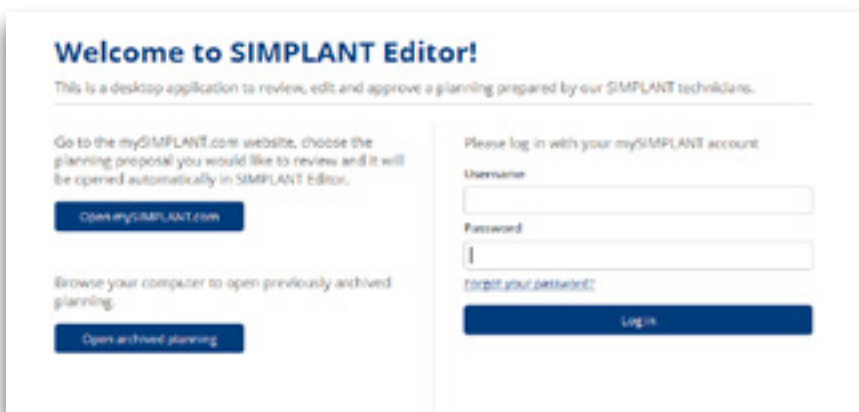 Welcome to SIMPLANT Editor!
This is a desktop application to review, edit and approve a planning prepared by our SIMPLANT technicians.
Go to the mySIMPLANT.com website, choose the
planning proposal you would like to review and it will
be opened automatically in SIMPLANT Editor.
Open mySIMPLANT.com
Browse your computer to open previously archived
planning.
Open archived planning
Please log in with your mySIMPLANT account
Username
Password
Forgot your password?
Log in